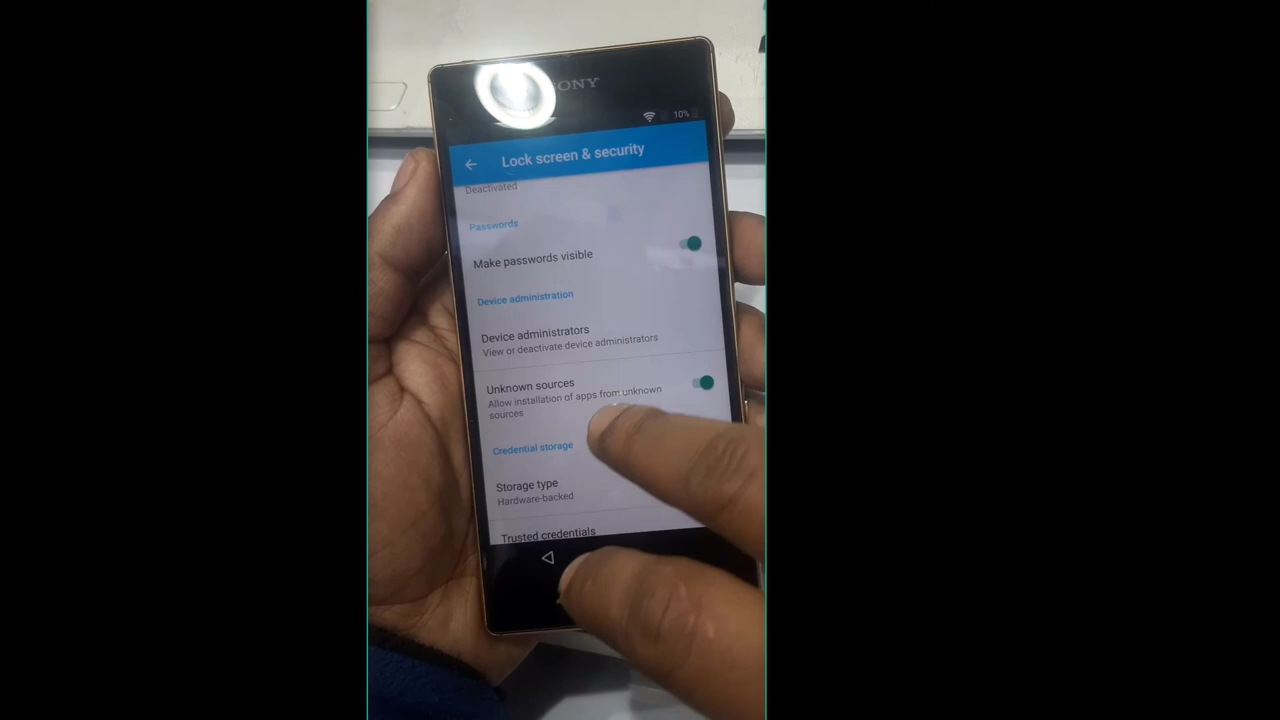 SONY
10%
Lock screen & security
Deactivated
Passwords
Make passwords visible
Device administration
Device administrators
View or deactivate device administrators
Unknown sources
Allow installation of apps from unknown
sources
Credential storage
Storage type
Hardware-backed
Trusted credentials